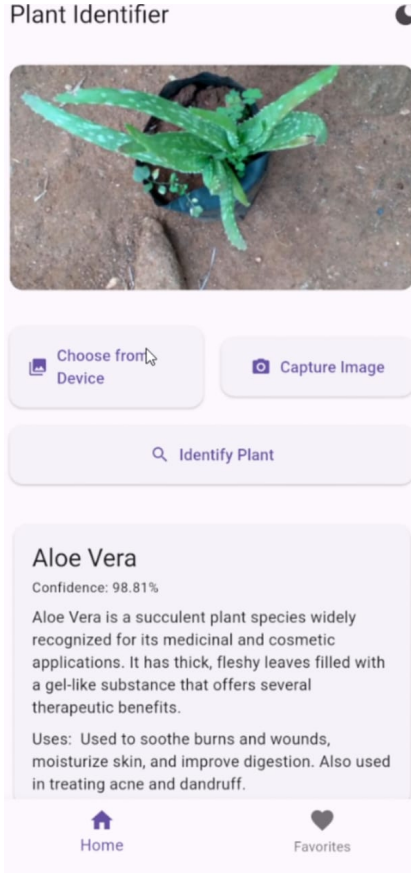 Plant Identifier
Choose from
Device
Capture Image
Identify Plant
Aloe Vera
Confidence: 98.81%
Aloe Vera is a succulent plant species widely
recognized for its medicinal and cosmetic
applications. It has thick, fleshy leaves filled with
a gel-like substance that offers several
therapeutic benefits.
Uses:  Used to soothe burns and wounds,
moisturize skin, and improve digestion. Also used
in treating acne and dandruff.
Home
Favorites